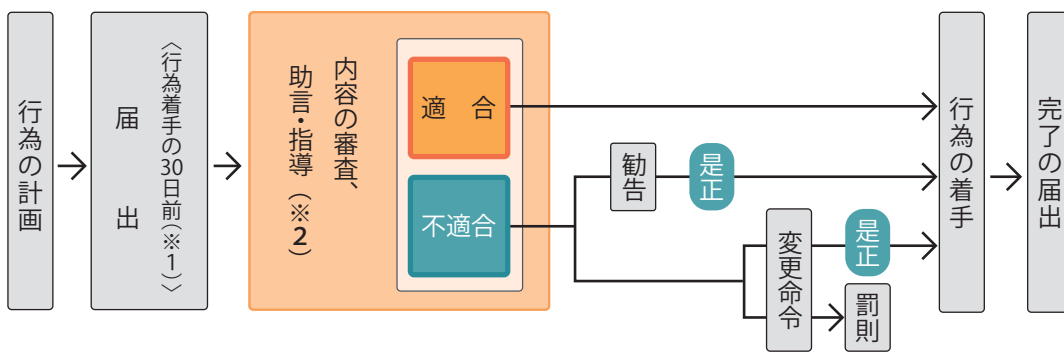 行為の計画
届出
〈行為着手の30日前(※1)〉
内容の審査、
助言・指導(※2)
適合
不適合
勧告
是正
変更命令
是正
罰則
行為の着手
完了の届出